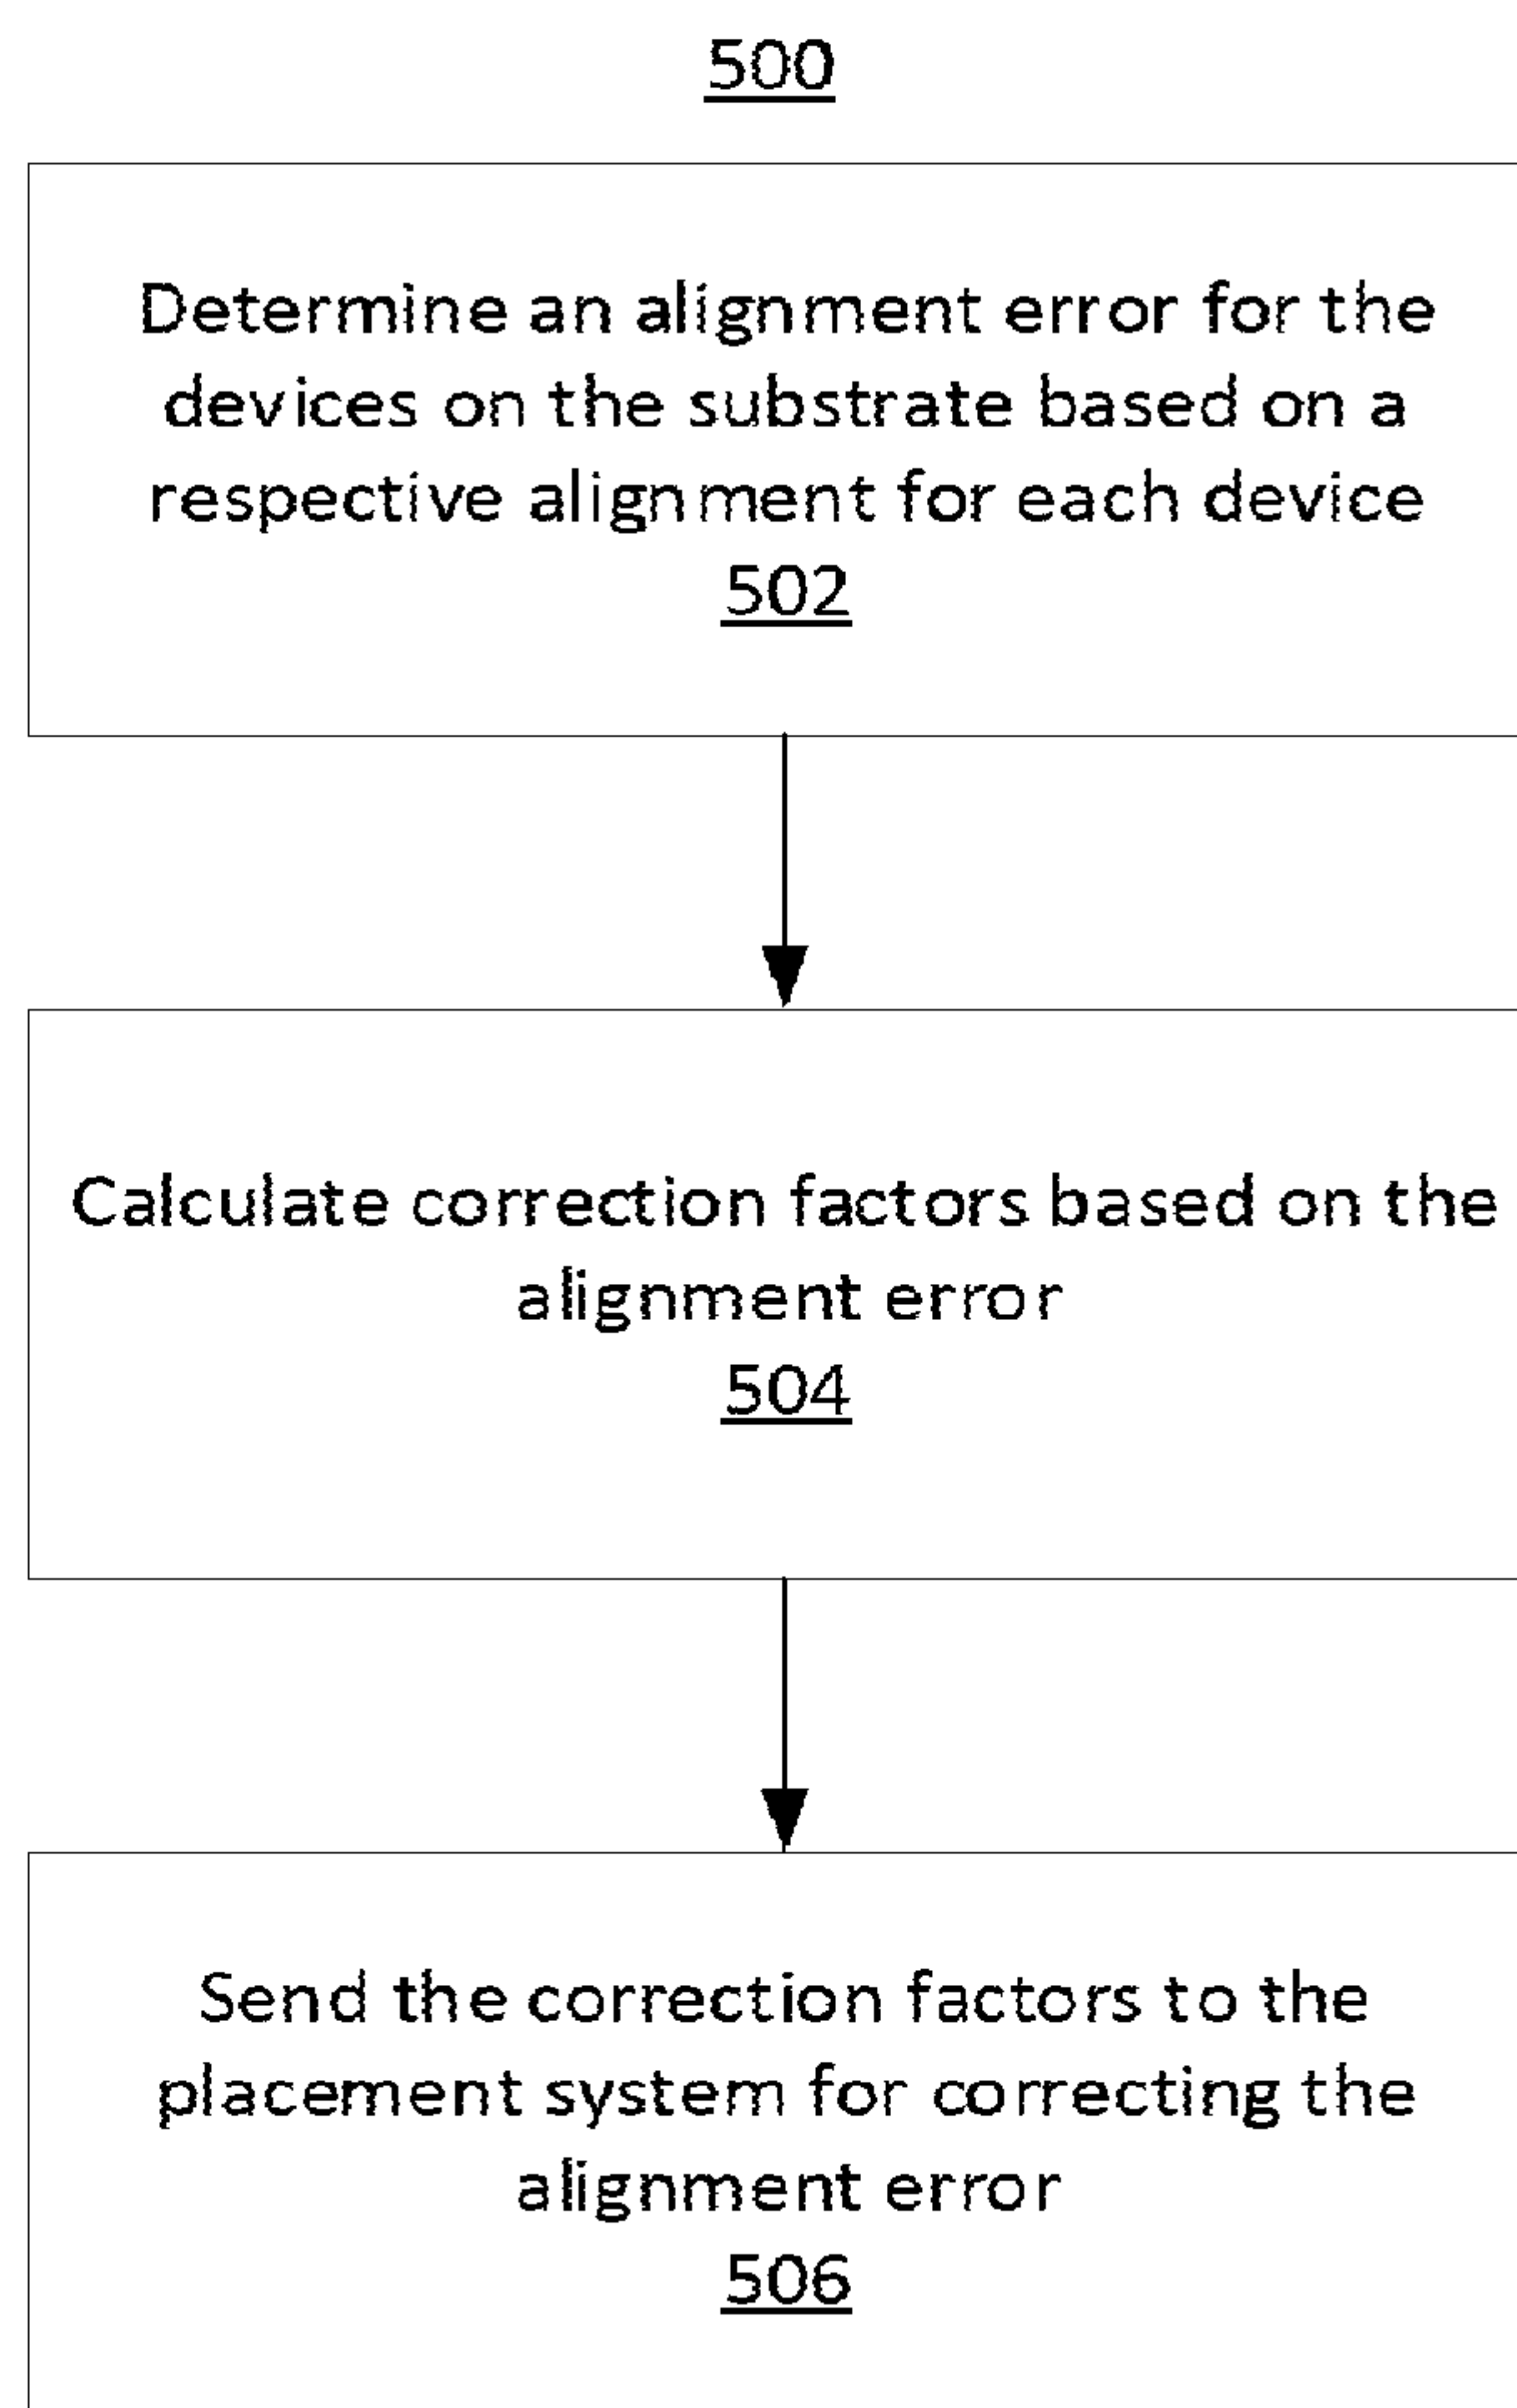 500
Determine an alignment error for the
devices on the substrate based on a
respective alignment for each device
502
Calculate correction factors based on the
alignment error
504
Send the correction factors to the
placement system for correcting the
alignment error
506